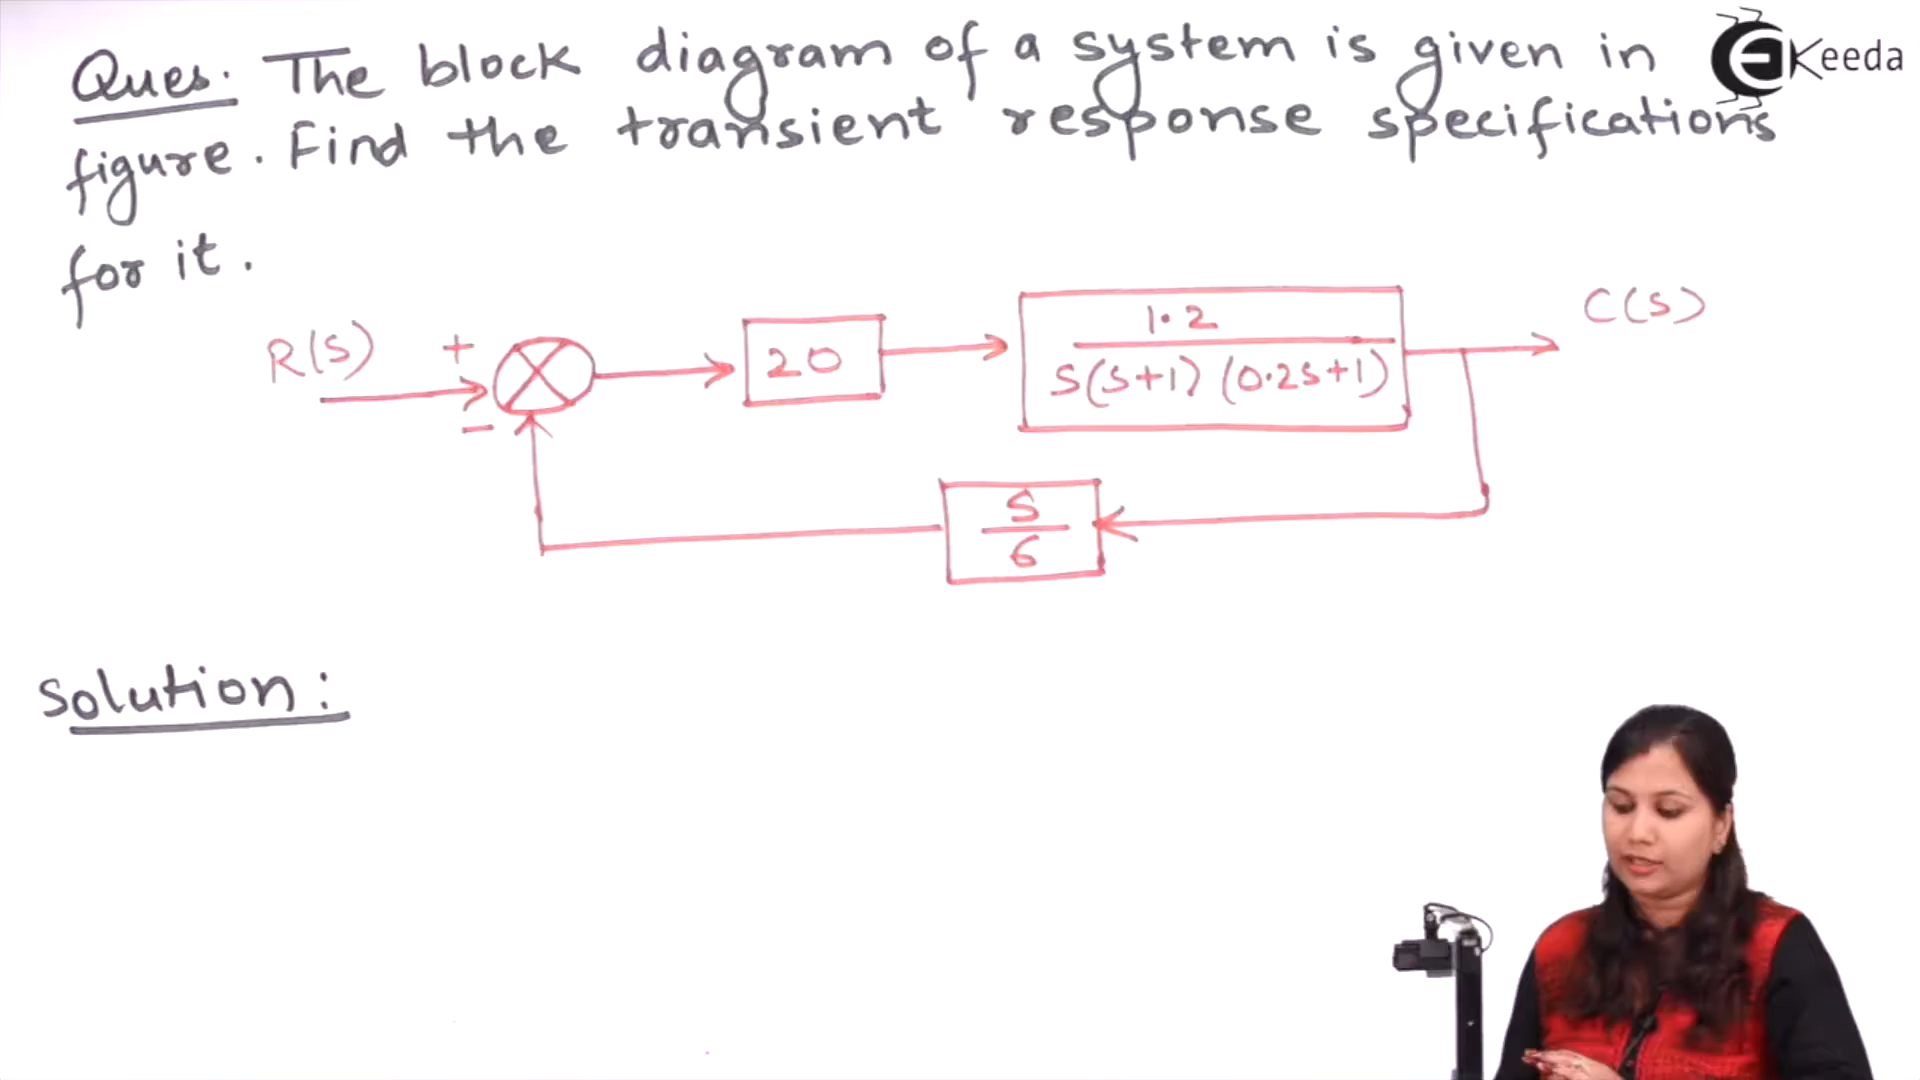 Ques. The block diagram of a system is given in
figure. Find the transient response specifications
for it.
EKeeda
R(S) + - 20 1.2 / S(S+1) (0.2S+1) C(S)
S / 6
Solution: